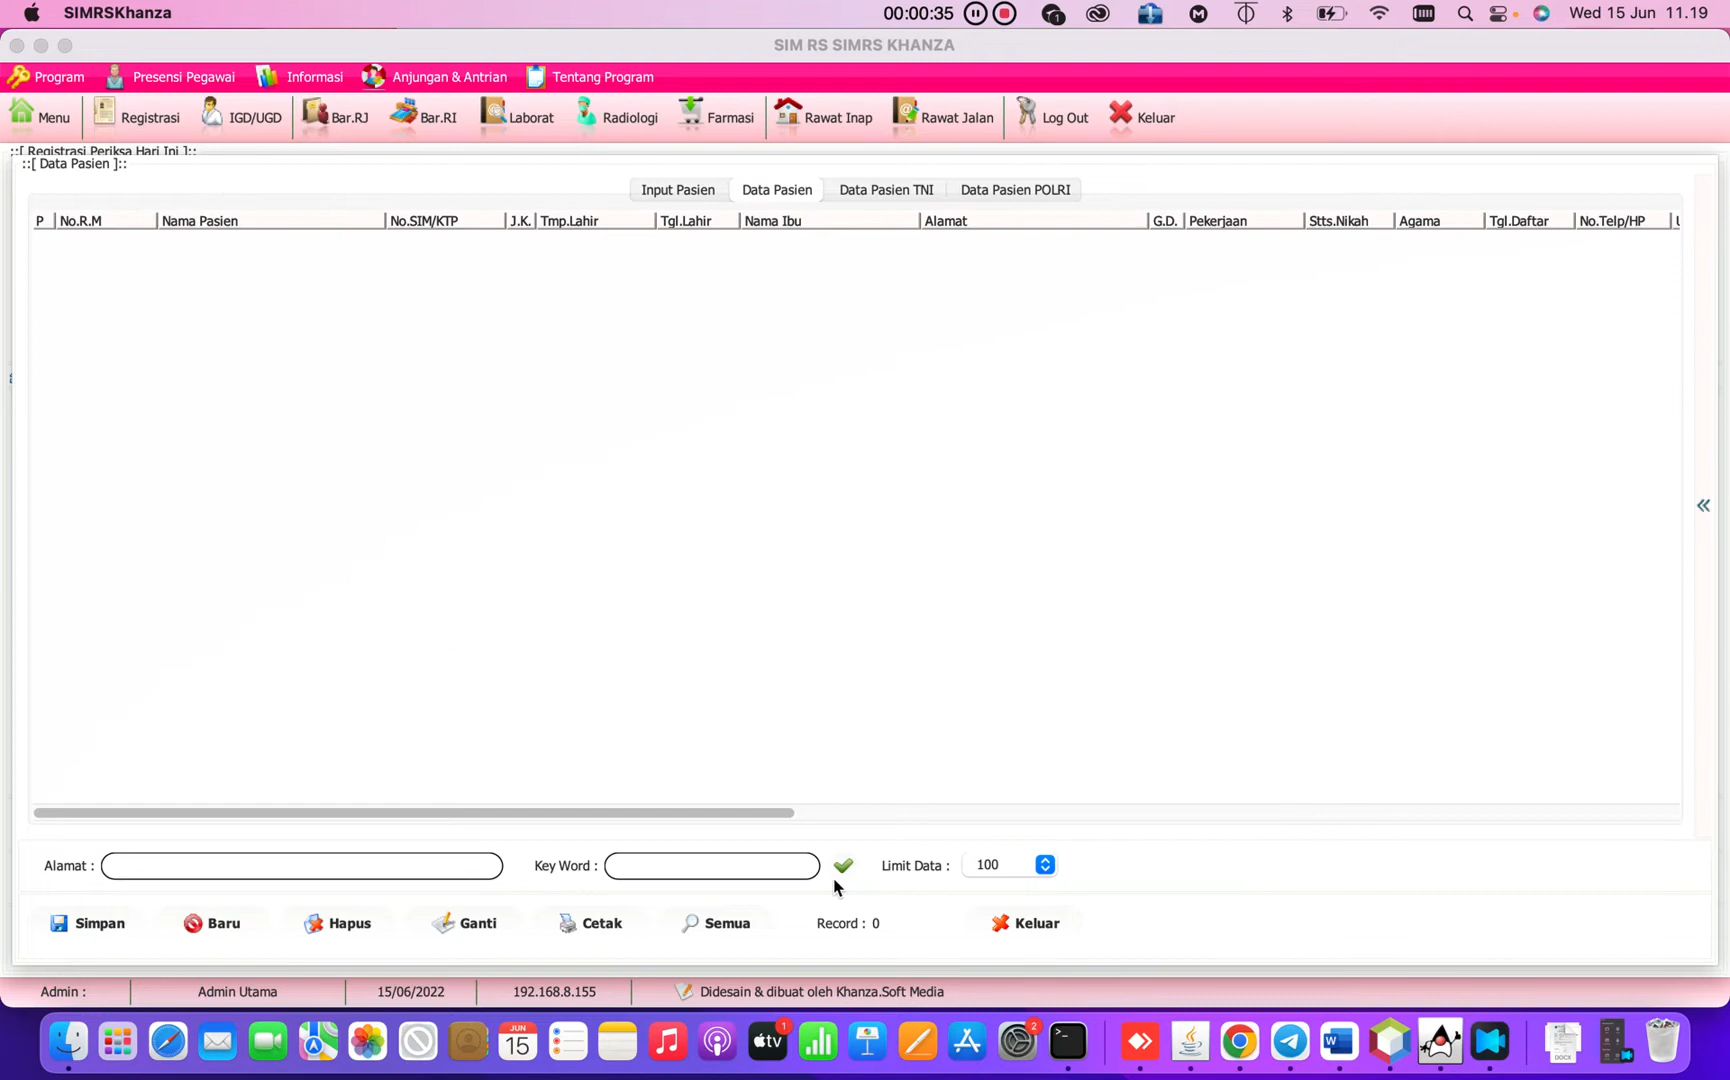 SIMRSKhanza
00:00:35
1
Wed 15 Jun 11.19
SIM RS SIMRS KHANZA
Program Presensi Pegawai Informasi Anjungan & Antrian Tentang Program
Menu Registrasi IGD/UGD Bar.RJ Bar.RI Laborat Radiologi Farmasi Rawat Inap Rawat Jalan Log Out Keluar
::[ Registrasi Periksa Hari Ini ]::
::[ Data Pasien ]::
Input Pasien Data Pasien Data Pasien TNI Data Pasien POLRI
P No.R.M Nama Pasien No.SIM/KTP J.K. Tmp.Lahir Tgl.Lahir Nama Ibu Alamat G.D. Pekerjaan Stts.Nikah Agama Tgl.Daftar No.Telp/HP
Alamat : Key Word : Limit Data : 100
Simpan Baru Hapus Ganti Cetak Semua Record : 0 Keluar
Admin : Admin Utama 15/06/2022 192.168.8.155 Didesain & dibuat oleh Khanza.Soft Media
JUN
15
tv
1
2
W
DOCX